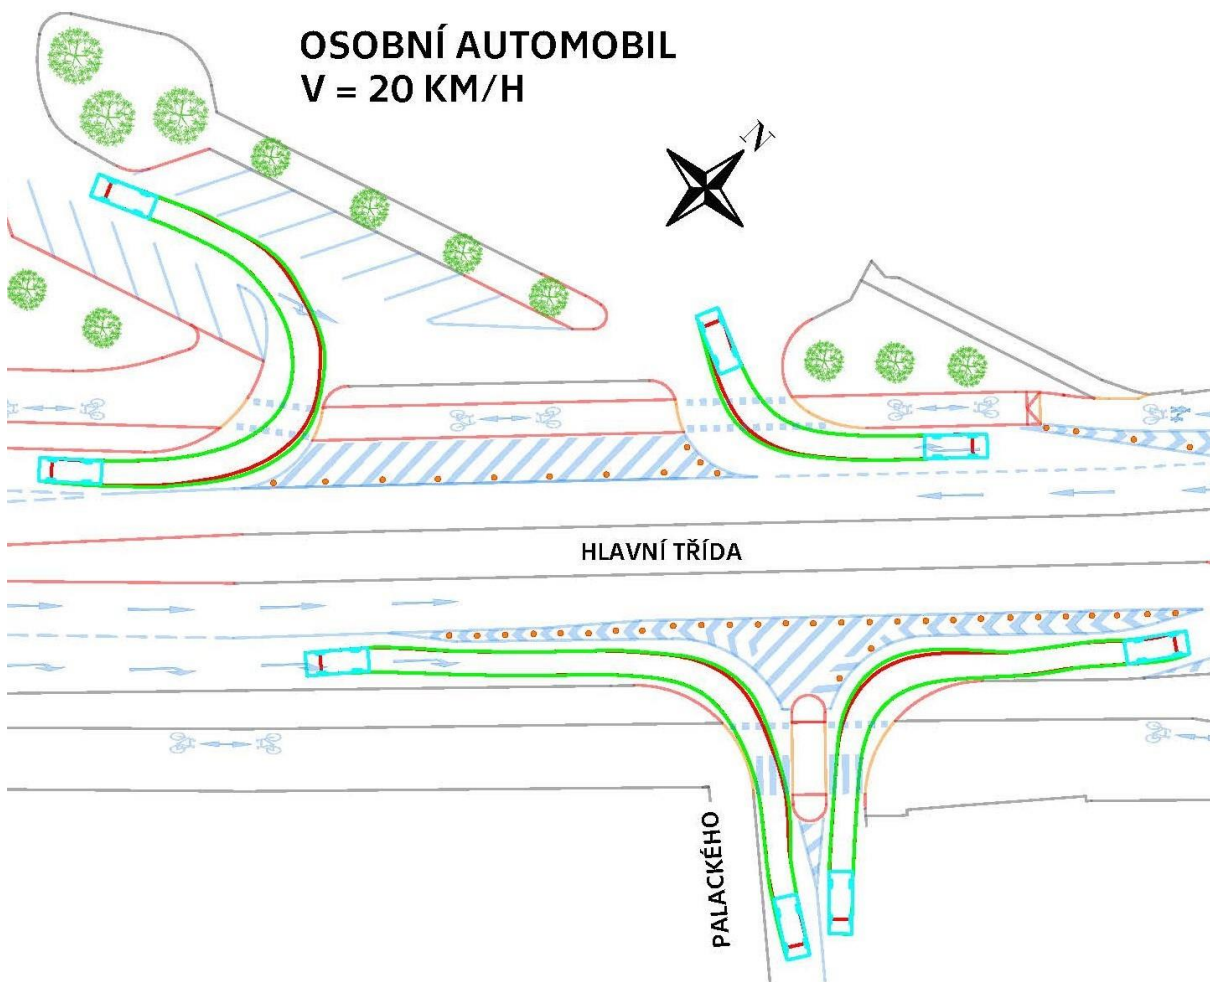 OSOBNÍ AUTOMOBIL
V = 20 KM/H
N
HLAVNÍ TŘÍDA
PALACKÉHO